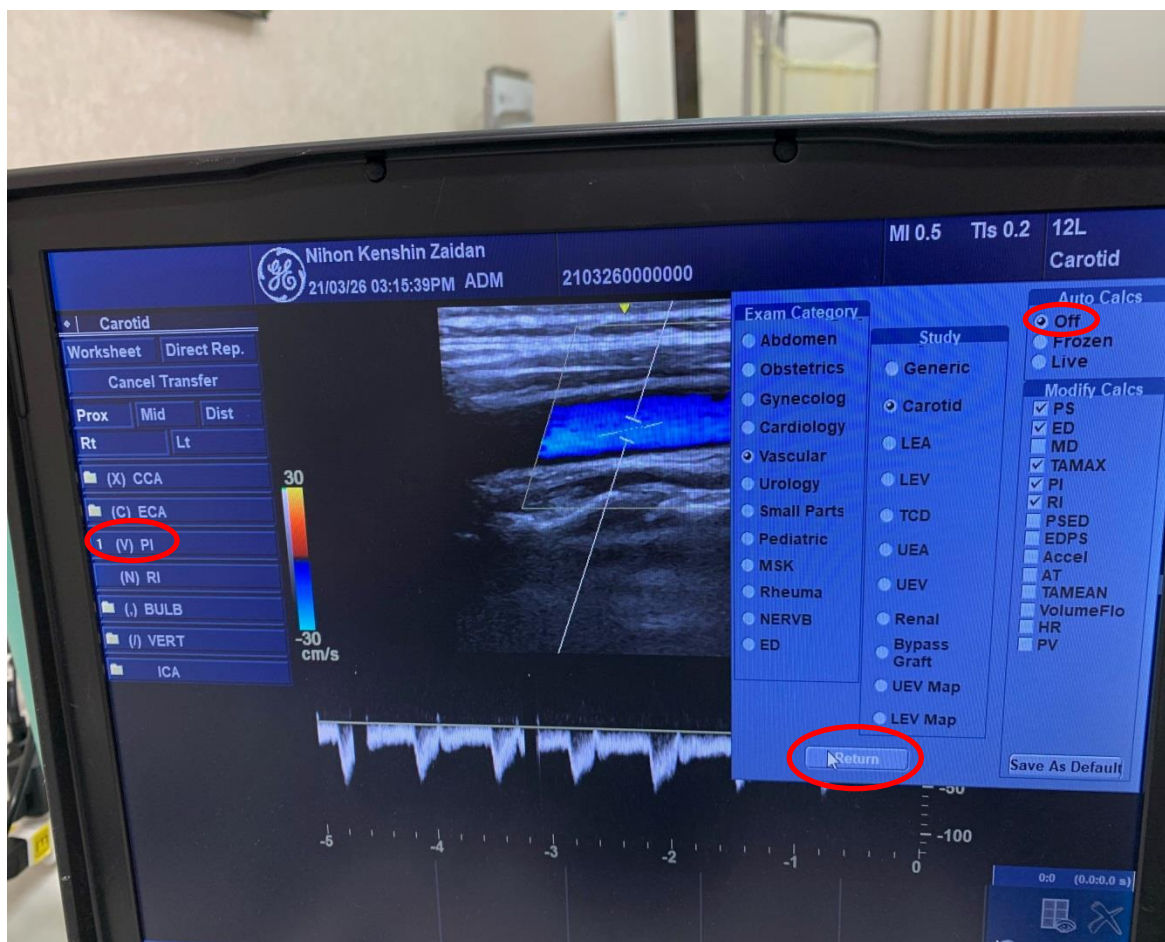 MI 0.5 TIs 0.2 12L
Nihon Kenshin Zaidan
Carotid
21/03/26 03:15:39PM ADM 2103260000000
Carotid
Worksheet Direct Rep.
Cancel Transfer
Prox Mid Dist
Rt Lt
(X) CCA
(C) ECA
1 (V) PI
(N) RI
(.) BULB
(/) VERT
ICA
30
-30
cm/s
Exam Category
Abdomen
Obstetrics
Gynecolog
Cardiology
Vascular
Urology
Small Parts
Pediatric
MSK
Rheuma
NERVB
ED
Study
Generic
Carotid
LEA
LEV
TCD
UEA
UEV
Renal
Bypass
Graft
UEV Map
LEV Map
Auto Calcs
Off
Frozen
Live
Modify Calcs
PS
ED
MD
TAMAX
PI
RI
PSED
EDPS
Accel
AT
TAMEAN
VolumeFlo
HR
PV
Return
Save As Default
-50
-100
-5 -4 -3 -2 -1 0
0:0 (0.0:0.0 s)